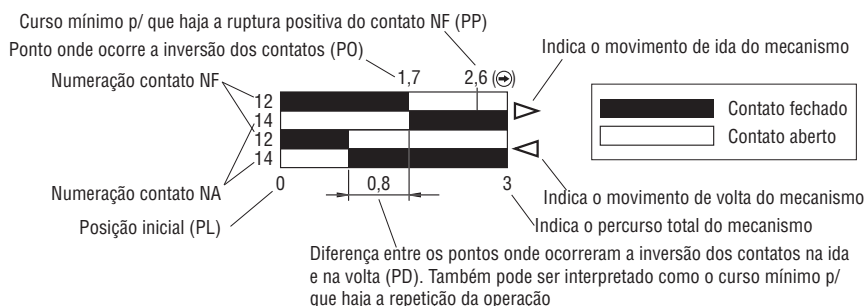 Curso mínimo p/ que haja a ruptura positiva do contato NF (PP)
Ponto onde ocorre a inversão dos contatos (PO)
Indica o movimento de ida do mecanismo
Numeração contato NF
1,7
2,6
12
14
12
14
Contato fechado
Contato aberto
Numeração contato NA
0
0,8
3
Indica o movimento de volta do mecanismo
Posição inicial (PL)
Indica o percurso total do mecanismo
Diferença entre os pontos onde ocorreram a inversão dos contatos na ida
e na volta (PD). Também pode ser interpretado como o curso mínimo p/
que haja a repetição da operação